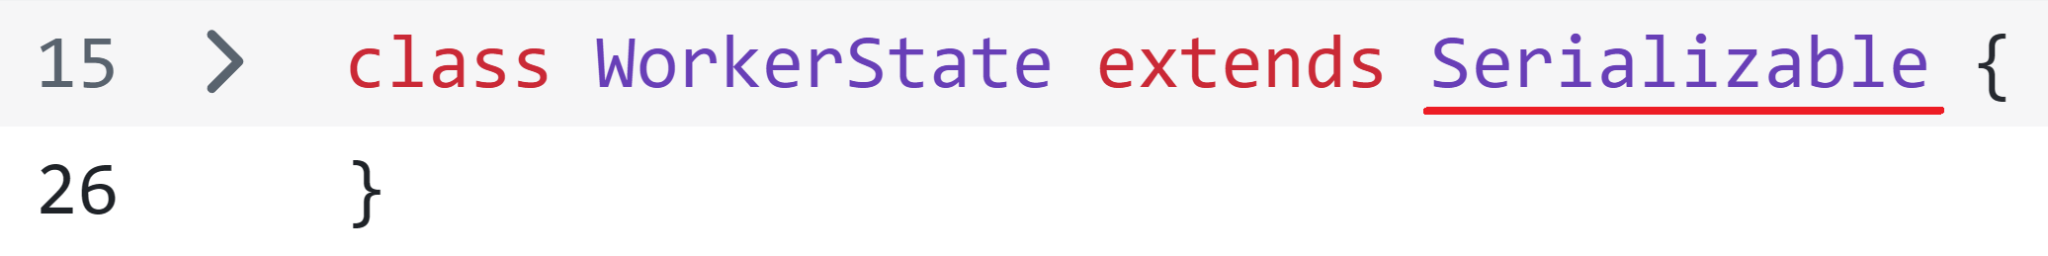 15 > class WorkerState extends Serializable {
26 }